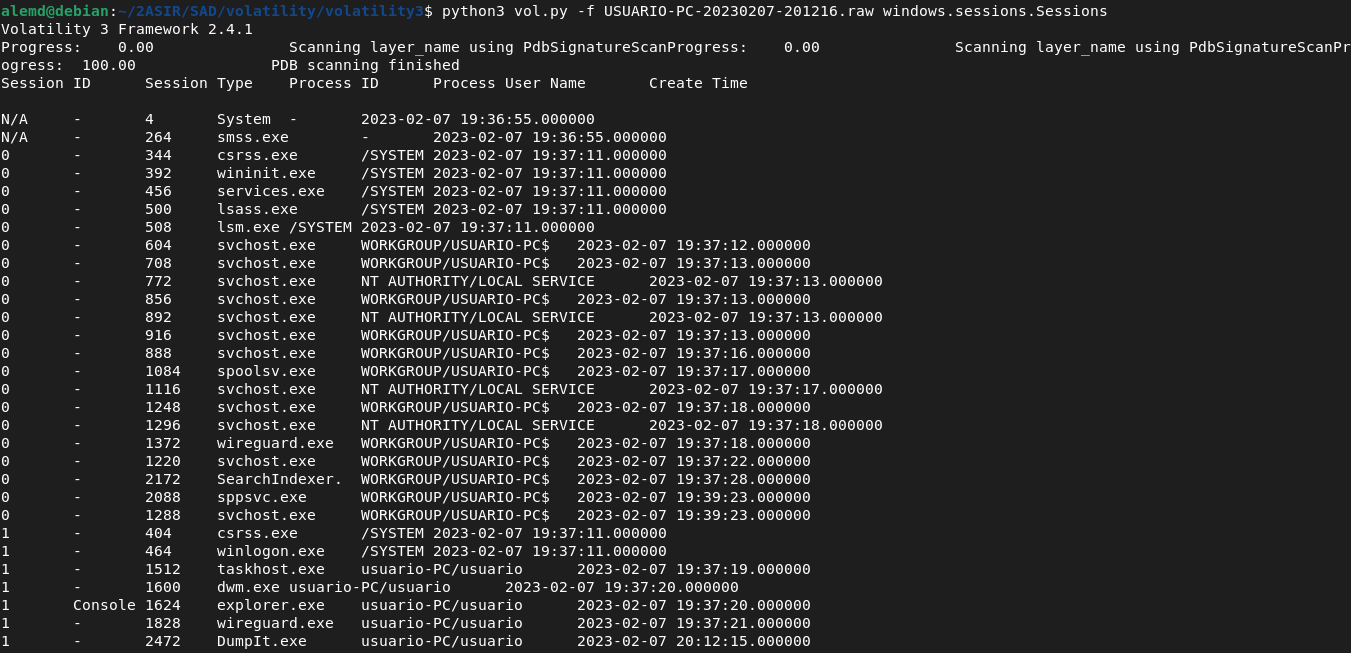 alemd@debian:~/2ASIR/SAD/volatility/volatility3$ python3 vol.py -f USUARIO-PC-20230207-201216.raw windows.sessions.Sessions
Volatility 3 Framework 2.4.1
Progress:    0.00               Scanning layer_name using PdbSignatureScanProgress:    0.00               Scanning layer_name using PdbSignatureScanPr
ogress:  100.00               PDB scanning finished
Session ID      Session Type    Process ID      Process User Name       Create Time
N/A     -       4       System  -       2023-02-07 19:36:55.000000
N/A     -       264     smss.exe        -       2023-02-07 19:36:55.000000
0       -       344     csrss.exe       /SYSTEM 2023-02-07 19:37:11.000000
0       -       392     wininit.exe     /SYSTEM 2023-02-07 19:37:11.000000
0       -       456     services.exe    /SYSTEM 2023-02-07 19:37:11.000000
0       -       500     lsass.exe       /SYSTEM 2023-02-07 19:37:11.000000
0       -       508     lsm.exe /SYSTEM 2023-02-07 19:37:11.000000
0       -       604     svchost.exe     WORKGROUP/USUARIO-PC$   2023-02-07 19:37:12.000000
0       -       708     svchost.exe     WORKGROUP/USUARIO-PC$   2023-02-07 19:37:13.000000
0       -       772     svchost.exe     NT AUTHORITY/LOCAL SERVICE      2023-02-07 19:37:13.000000
0       -       856     svchost.exe     WORKGROUP/USUARIO-PC$   2023-02-07 19:37:13.000000
0       -       892     svchost.exe     NT AUTHORITY/LOCAL SERVICE      2023-02-07 19:37:13.000000
0       -       916     svchost.exe     WORKGROUP/USUARIO-PC$   2023-02-07 19:37:13.000000
0       -       888     svchost.exe     WORKGROUP/USUARIO-PC$   2023-02-07 19:37:16.000000
0       -       1084    spoolsv.exe     WORKGROUP/USUARIO-PC$   2023-02-07 19:37:17.000000
0       -       1116    svchost.exe     NT AUTHORITY/LOCAL SERVICE      2023-02-07 19:37:17.000000
0       -       1248    svchost.exe     WORKGROUP/USUARIO-PC$   2023-02-07 19:37:18.000000
0       -       1296    svchost.exe     NT AUTHORITY/LOCAL SERVICE      2023-02-07 19:37:18.000000
0       -       1372    wireguard.exe   WORKGROUP/USUARIO-PC$   2023-02-07 19:37:18.000000
0       -       1220    svchost.exe     WORKGROUP/USUARIO-PC$   2023-02-07 19:37:22.000000
0       -       2172    SearchIndexer.  WORKGROUP/USUARIO-PC$   2023-02-07 19:37:28.000000
0       -       2088    sppsvc.exe      WORKGROUP/USUARIO-PC$   2023-02-07 19:39:23.000000
0       -       1288    svchost.exe     WORKGROUP/USUARIO-PC$   2023-02-07 19:39:23.000000
1       -       404     csrss.exe       /SYSTEM 2023-02-07 19:37:11.000000
1       -       464     winlogon.exe    /SYSTEM 2023-02-07 19:37:11.000000
1       -       1512    taskhost.exe    usuario-PC/usuario      2023-02-07 19:37:19.000000
1       -       1600    dwm.exe usuario-PC/usuario      2023-02-07 19:37:20.000000
1       Console 1624    explorer.exe    usuario-PC/usuario      2023-02-07 19:37:20.000000
1       -       1828    wireguard.exe   usuario-PC/usuario      2023-02-07 19:37:21.000000
1       -       2472    DumpIt.exe      usuario-PC/usuario      2023-02-07 20:12:15.000000